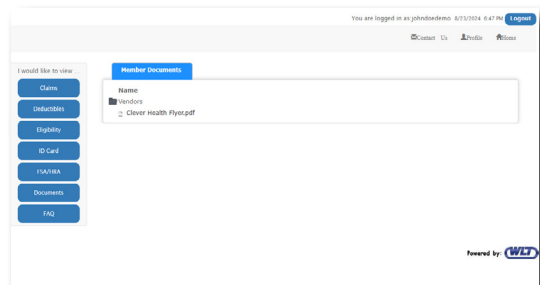 You are logged in as johndoedemo 8/23/2024 6:47 PM Logout
Contact Us Profile Home
I would like to view ...
Claims
Deductibles
Eligibility
ID Card
FSA/HRA
Documents
FAQ
Member Documents
Name
Vendors
Clever Health Flyer.pdf
Powered by: WLT